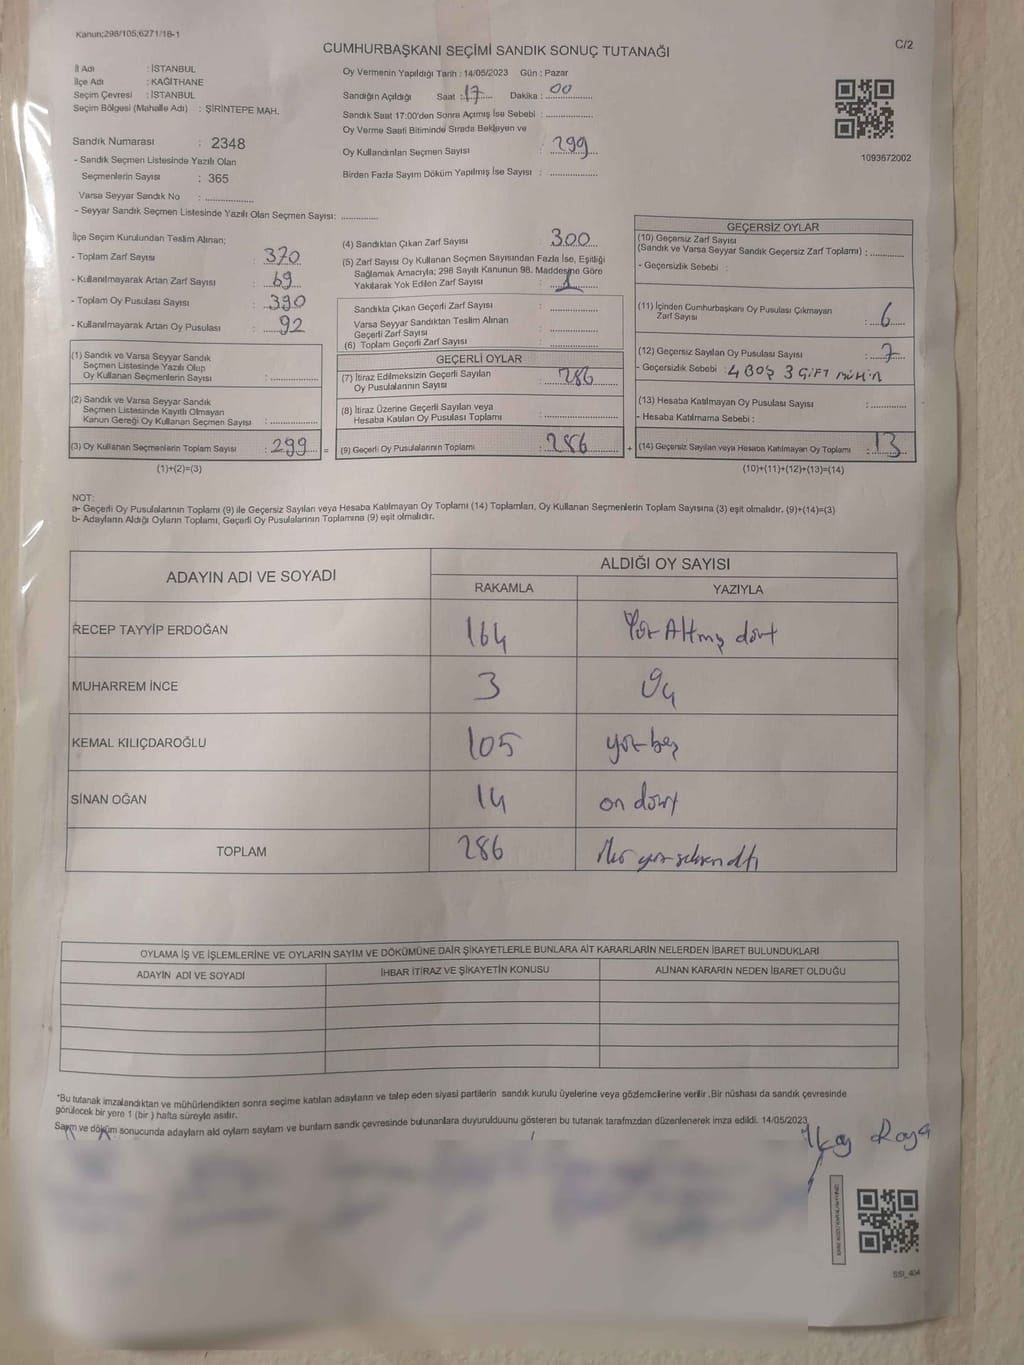 Kanun;298/105;6271/18-1
C/2
CUMHURBAŞKANI SEÇİMİ SANDIK SONUÇ TUTANAĞI
İl Adı : İSTANBUL
İlçe Adı : KAĞITHANE
Seçim Çevresi : İSTANBUL
Seçim Bölgesi (Mahalle Adı) : ŞİRİNTEPE MAH.
Sandık Numarası : 2348
- Sandık Seçmen Listesinde Yazılı Olan
Seçmenlerin Sayısı : 365
Varsa Seyyar Sandık No : ................
- Seyyar Sandık Seçmen Listesinde Yazılı Olan Seçmen Sayısı: .............
Oy Vermenin Yapıldığı Tarih : 14/05/2023 Gün : Pazar
Sandığın Açıldığı Saat : 17 Dakika : 00
Sandık Saat 17:00'den Sonra Açımış İse Sebebi : ................
Oy Verme Saati Bitiminde Sırada Bekleyen ve
Oy Kullandırılan Seçmen Sayısı : 299
Birden Fazla Sayım Döküm Yapılmış İse Sayısı : ................
1093672002
İlçe Seçim Kurulundan Teslim Alınan;
- Toplam Zarf Sayısı : 370
- Kullanılmayarak Artan Zarf Sayısı : 69
- Toplam Oy Pusulası Sayısı : 390
- Kullanılmayarak Artan Oy Pusulası : 92
(1) Sandık ve Varsa Seyyar Sandık
Seçmen Listesinde Yazılı Olup
Oy Kullanan Seçmenlerin Sayısı : ................
(2) Sandık ve Varsa Seyyar Sandık
Seçmen Listesinde Kayıtlı Olmayan
Kanun Gereği Oy Kullanan Seçmen Sayısı : ................
(3) Oy Kullanan Seçmenlerin Toplam Sayısı : 299 =
(1)+(2)=(3)
(4) Sandıktan Çıkan Zarf Sayısı : 300
(5) Zarf Sayısı Oy Kullanan Seçmen Sayısından Fazla İse, Eşitliği
Sağlamak Amacıyla; 298 Sayılı Kanunun 98. Maddesine Göre
Yakılarak Yok Edilen Zarf Sayısı : 1
Sandıkta Çıkan Geçerli Zarf Sayısı : ................
Varsa Seyyar Sandıktan Teslim Alınan
Geçerli Zarf Sayısı : ................
(6) Toplam Geçerli Zarf Sayısı : ................
GEÇERLİ OYLAR
(7) İtiraz Edilmeksizin Geçerli Sayılan
Oy Pusulalarının Sayısı : 286
(8) İtiraz Üzerine Geçerli Sayılan veya
Hesaba Katılan Oy Pusulası Toplamı : ................
(9) Geçerli Oy Pusulalarının Toplamı : 286 +
GEÇERSİZ OYLAR
(10) Geçersiz Zarf Sayısı
(Sandık ve Varsa Seyyar Sandık Geçersiz Zarf Toplamı) : .............
- Geçersizlik Sebebi :
(11) İçinden Cumhurbaşkanı Oy Pusulası Çıkmayan
Zarf Sayısı : 6
(12) Geçersiz Sayılan Oy Pusulası Sayısı : 7
- Geçersizlik Sebebi : 4 BOŞ 3 ÇİFT
(13) Hesaba Katılmayan Oy Pusulası Sayısı : .............
- Hesaba Katılmama Sebebi :
(14) Geçersiz Sayılan veya Hesaba Katılmayan Oy Toplamı : 13
(10)+(11)+(12)+(13)=(14)
NOT:
a- Geçerli Oy Pusulalarının Toplamı (9) ile Geçersiz Sayılan veya Hesaba Katılmayan Oy Toplamı (14) Toplamları, Oy Kullanan Seçmenlerin Toplam Sayısına (3) eşit olmalıdır. (9)+(14)=(3)
b- Adayların Aldığı Oyların Toplamı, Geçerli Oy Pusulalarının Toplamına (9) eşit olmalıdır.
ADAYIN ADI VE SOYADI ALDIĞI OY SAYISI
RAKAMLA YAZIYLA
RECEP TAYYİP ERDOĞAN 164 Yüz Altmış dört
MUHARREM İNCE 3 Üç
KEMAL KILIÇDAROĞLU 105 yüz beş
SİNAN OĞAN 14 on dört
TOPLAM 286 iki yüz seksen altı
OYLAMA İŞ VE İŞLEMLERİNE VE OYLARIN SAYIM VE DÖKÜMÜNE DAİR ŞİKAYETLERLE BUNLARA AİT KARARLARIN NELERDEN İBARET BULUNDUKLARI
ADAYIN ADI VE SOYADI İHBAR İTİRAZ VE ŞİKAYETİN KONUSU ALINAN KARARIN NEDEN İBARET OLDUĞU
*Bu tutanak imzalandıktan ve mühürlendikten sonra seçime katılan adayların ve talep eden siyasi partilerin sandık kurulu üyelerine veya gözlemcilerine verilir .Bir nüshası da sandık çevresinde
görülecek bir yere 1 (bir ) hafta süreyle asılır.
Sayım ve döküm sonucunda adayların ald oyların sayıların ve bunların sandık çevresinde bulunanlara duyurulduunu gösteren bu tutanak tarafımzdan düzenlenerek imza edildi. 14/05/2023
SSI_404